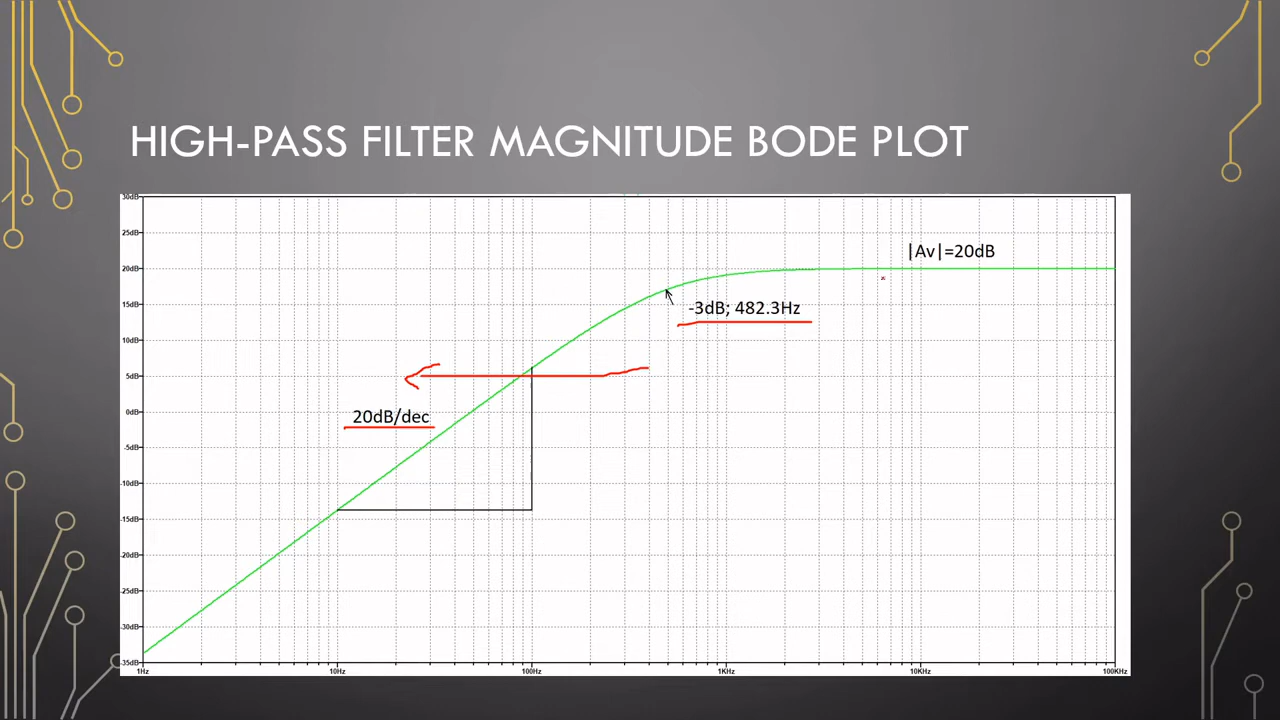 HIGH-PASS FILTER MAGNITUDE BODE PLOT
30dB
25dB
20dB
15dB
10dB
5dB
0dB
-5dB
-10dB
-15dB
-20dB
-25dB
-30dB
-35dB
|Av|=20dB
-3dB; 482.3Hz
20dB/dec
1Hz 10Hz 100Hz 1KHz 10KHz 100KHz